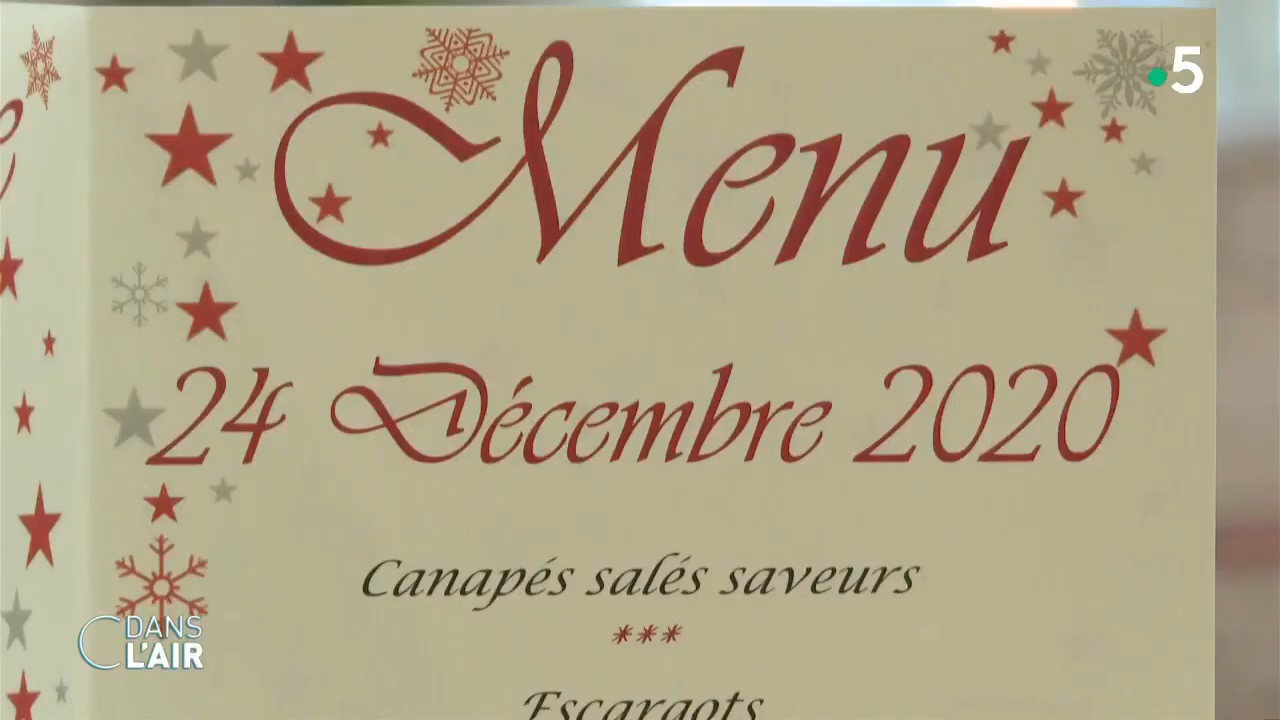 5
Menu
24 Décembre 2020
Canapés salés saveurs
***
Escargots
C DANS
L'AIR